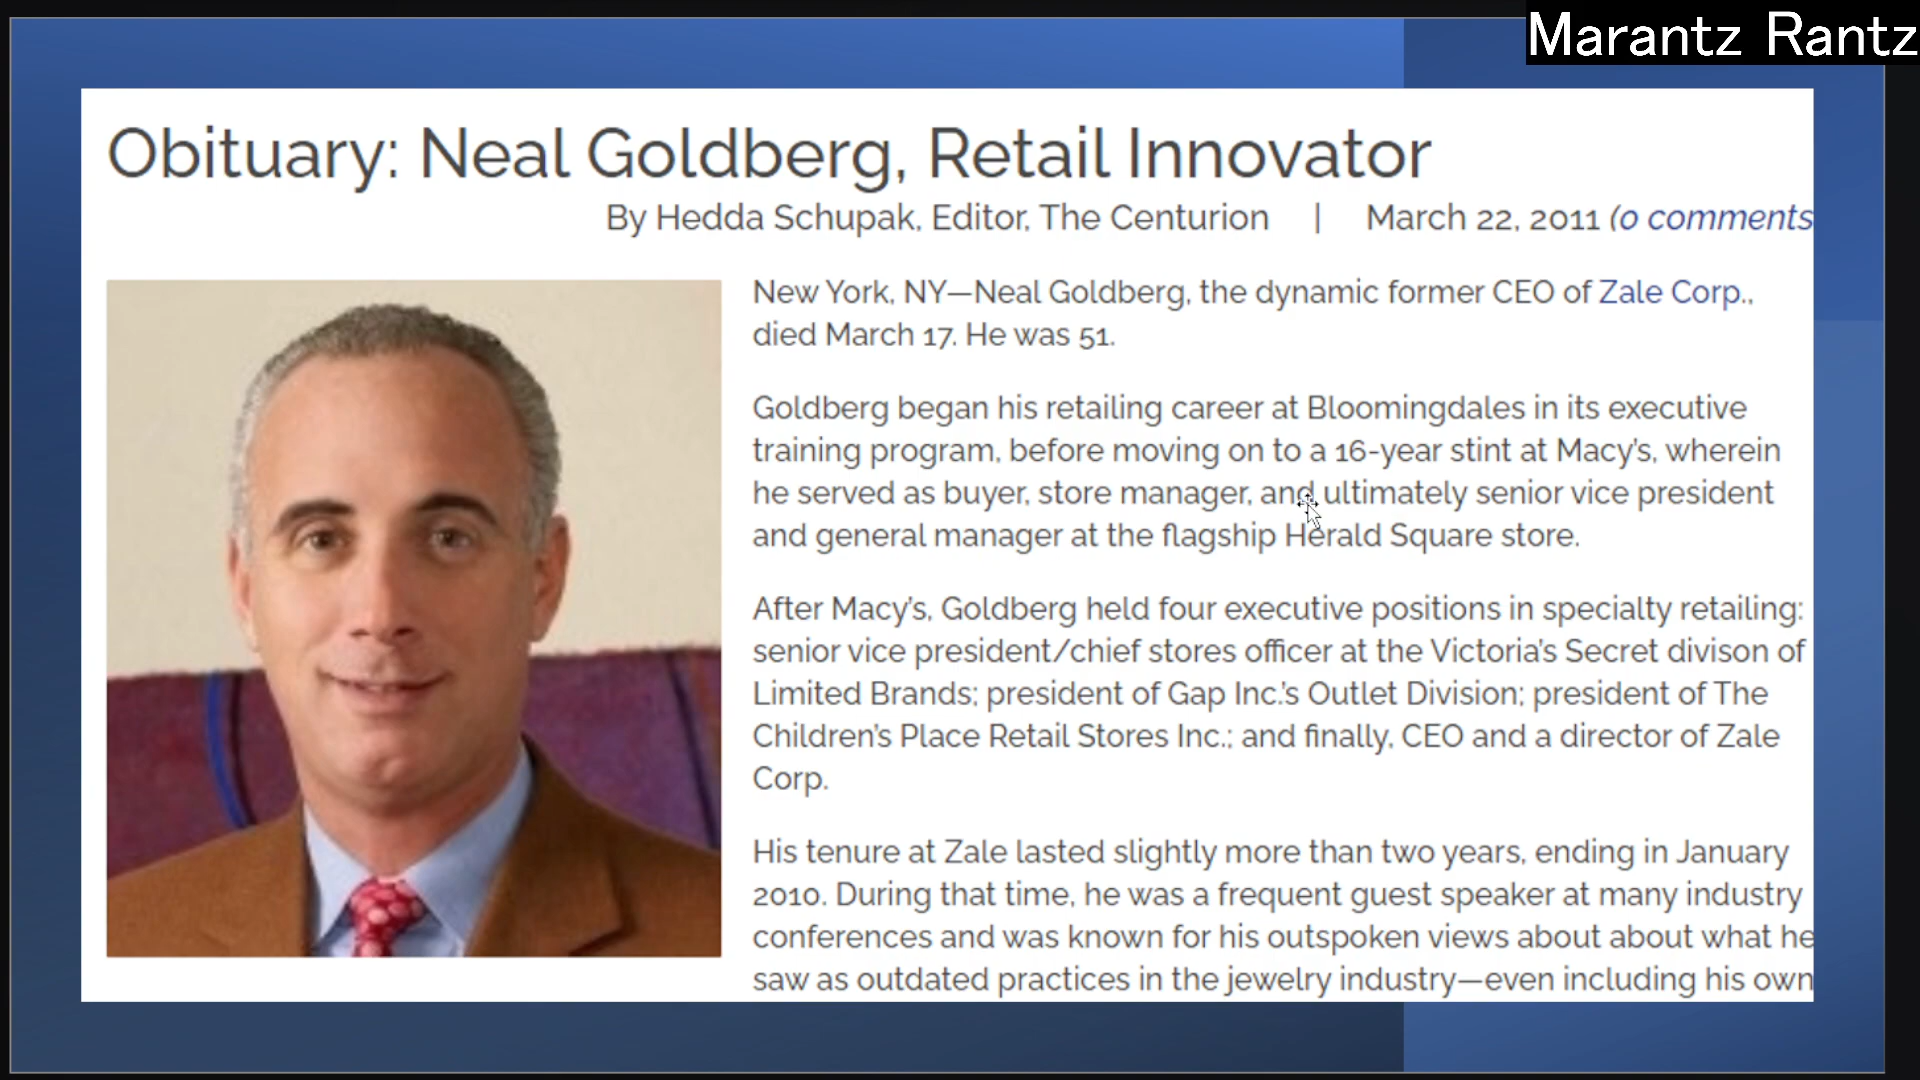 Marantz Rantz
Obituary: Neal Goldberg, Retail Innovator
By Hedda Schupak, Editor, The Centurion | March 22, 2011 (0 comments
New York, NY—Neal Goldberg, the dynamic former CEO of Zale Corp.,
died March 17. He was 51.
Goldberg began his retailing career at Bloomingdales in its executive
training program, before moving on to a 16-year stint at Macy's, wherein
he served as buyer, store manager, and ultimately senior vice president
and general manager at the flagship Herald Square store.
After Macy's, Goldberg held four executive positions in specialty retailing:
senior vice president/chief stores officer at the Victoria's Secret divison of
Limited Brands; president of Gap Inc.'s Outlet Division; president of The
Children's Place Retail Stores Inc.; and finally, CEO and a director of Zale
Corp.
His tenure at Zale lasted slightly more than two years, ending in January
2010. During that time, he was a frequent guest speaker at many industry
conferences and was known for his outspoken views about about what he
saw as outdated practices in the jewelry industry—even including his own